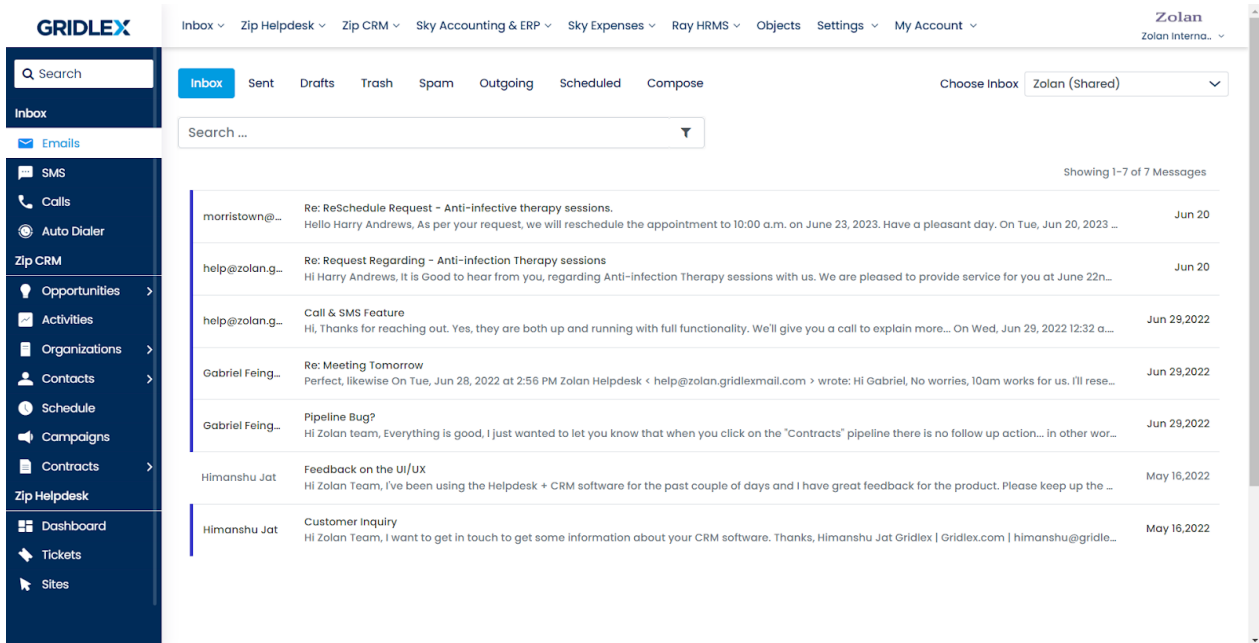 GRIDLEX
Inbox Zip Helpdesk Zip CRM Sky Accounting & ERP Sky Expenses Ray HRMS Objects Settings My Account
Zolan
Zolan Interna..
Search
Inbox
Emails
SMS
Calls
Auto Dialer
Zip CRM
Opportunities
Activities
Organizations
Contacts
Schedule
Campaigns
Contracts
Zip Helpdesk
Dashboard
Tickets
Sites
Inbox Sent Drafts Trash Spam Outgoing Scheduled Compose
Choose Inbox Zolan (Shared)
Search ...
Showing 1-7 of 7 Messages
morristown@...
Re: ReSchedule Request - Anti-infective therapy sessions.
Hello Harry Andrews, As per your request, we will reschedule the appointment to 10:00 a.m. on June 23, 2023. Have a pleasant day. On Tue, Jun 20, 2023 ...
Jun 20
help@zolan.g...
Re: Request Regarding - Anti-infection Therapy sessions
Hi Harry Andrews, It is Good to hear from you, regarding Anti-infection Therapy sessions with us. We are pleased to provide service for you at June 22n...
Jun 20
help@zolan.g...
Call & SMS Feature
Hi, Thanks for reaching out. Yes, they are both up and running with full functionality. We'll give you a call to explain more... On Wed, Jun 29, 2022 12:32 a....
Jun 29,2022
Gabriel Feing...
Re: Meeting Tomorrow
Perfect, likewise On Tue, Jun 28, 2022 at 2:56 PM Zolan Helpdesk < help@zolan.gridlexmail.com > wrote: Hi Gabriel, No worries, 10am works for us. I'll rese...
Jun 29,2022
Gabriel Feing...
Pipeline Bug?
Hi Zolan team, Everything is good, I just wanted to let you know that when you click on the "Contracts" pipeline there is no follow up action... in other wor...
Jun 29,2022
Himanshu Jat
Feedback on the UI/UX
Hi Zolan Team, I've been using the Helpdesk + CRM software for the past couple of days and I have great feedback for the product. Please keep up the ...
May 16,2022
Himanshu Jat
Customer Inquiry
Hi Zolan Team, I want to get in touch to get some information about your CRM software. Thanks, Himanshu Jat Gridlex | Gridlex.com | himanshu@gridle...
May 16,2022